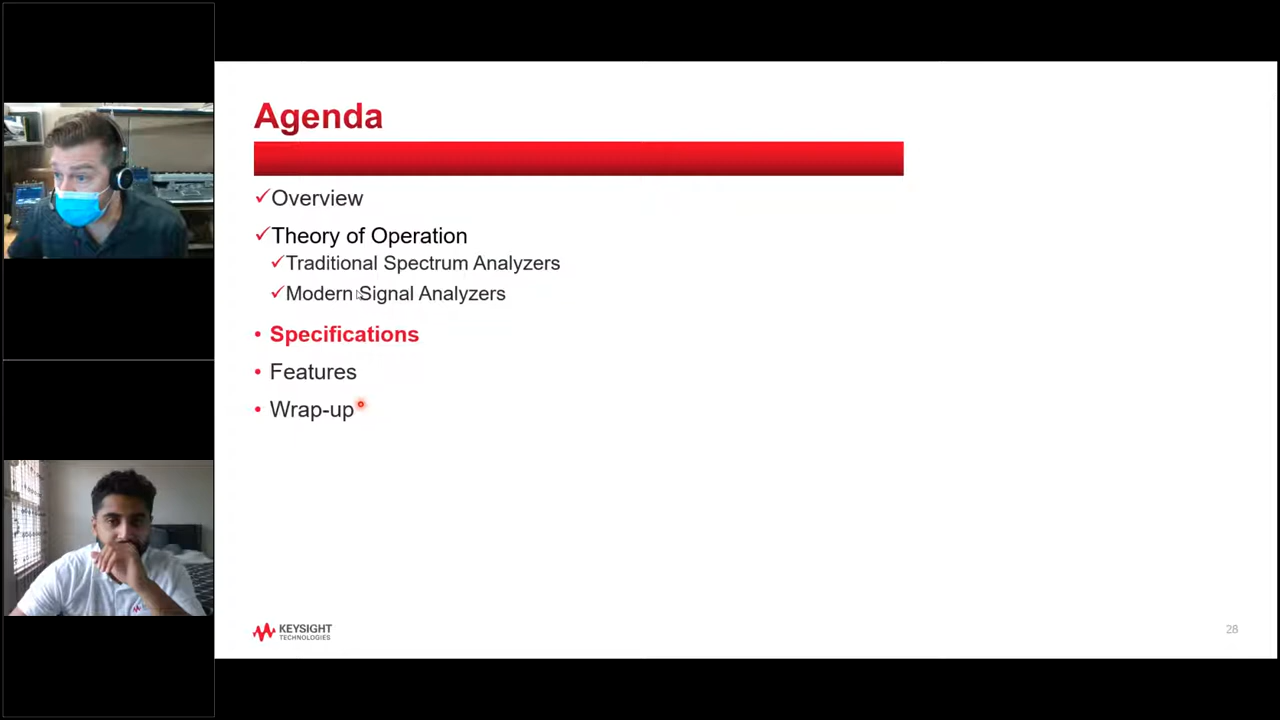 Agenda
Overview
Theory of Operation
Traditional Spectrum Analyzers
Modern Signal Analyzers
Specifications
Features
Wrap-up
KEYSIGHT
TECHNOLOGIES
28